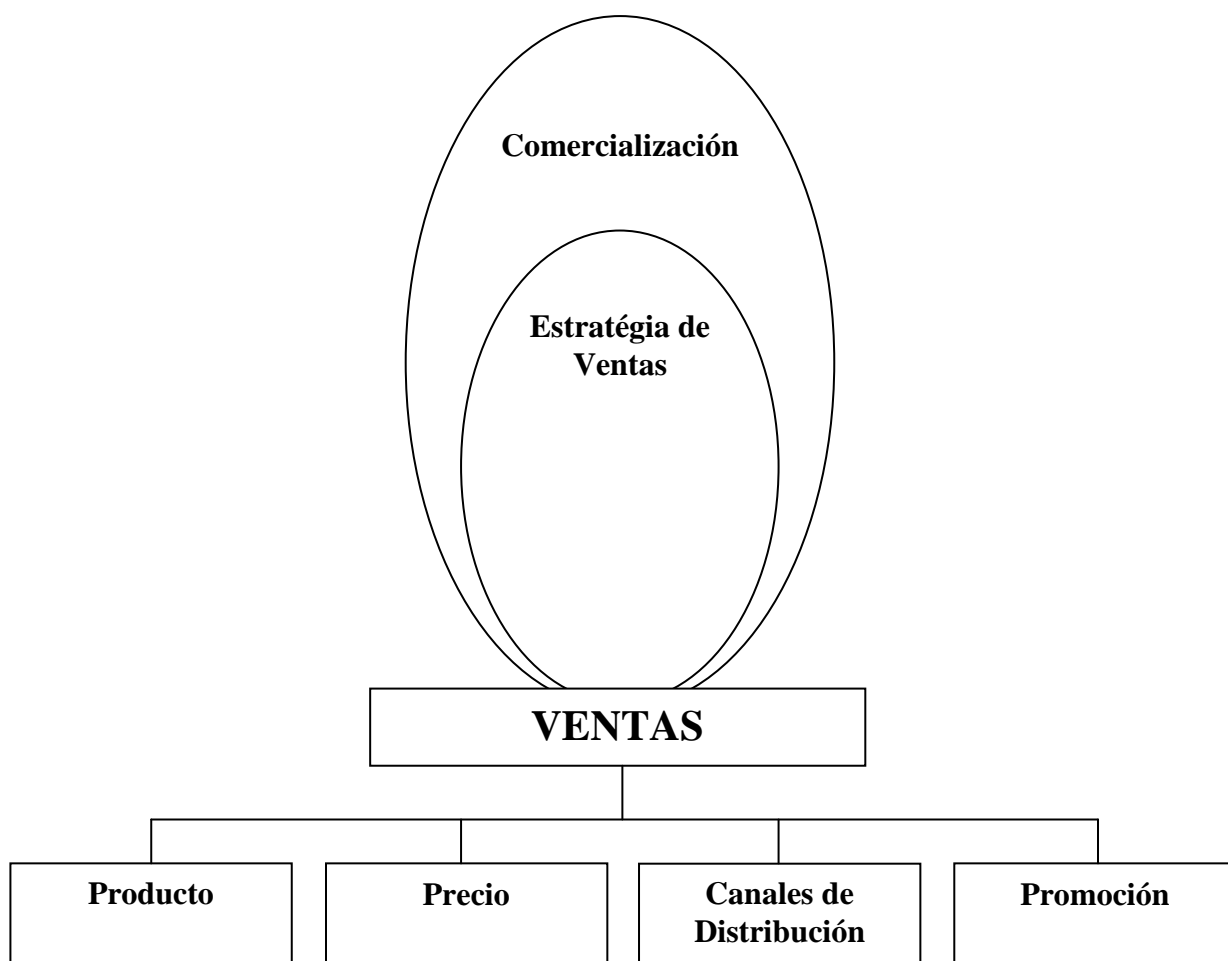 Comercialización
Estratégia de
Ventas
VENTAS
Producto
Precio
Canales de
Distribución
Promoción